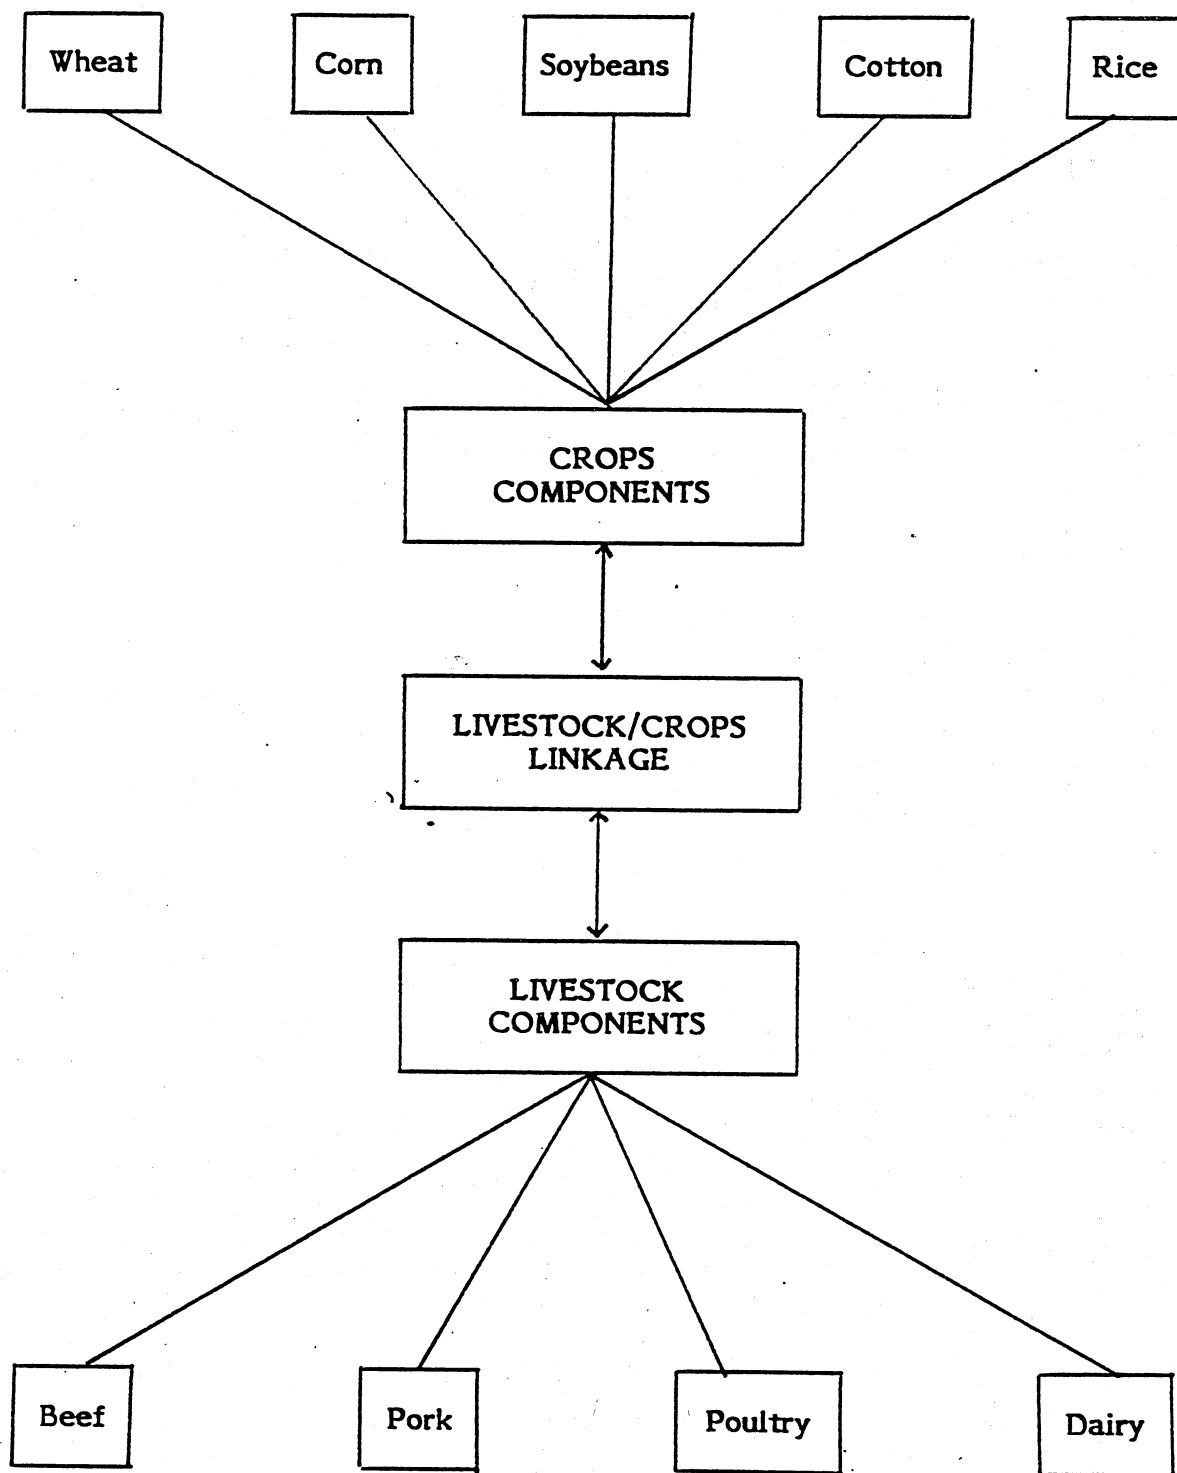 Wheat
Corn
Soybeans
Cotton
Rice
CROPS
COMPONENTS
LIVESTOCK/CROPS
LINKAGE
LIVESTOCK
COMPONENTS
Beef
Pork
Poultry
Dairy